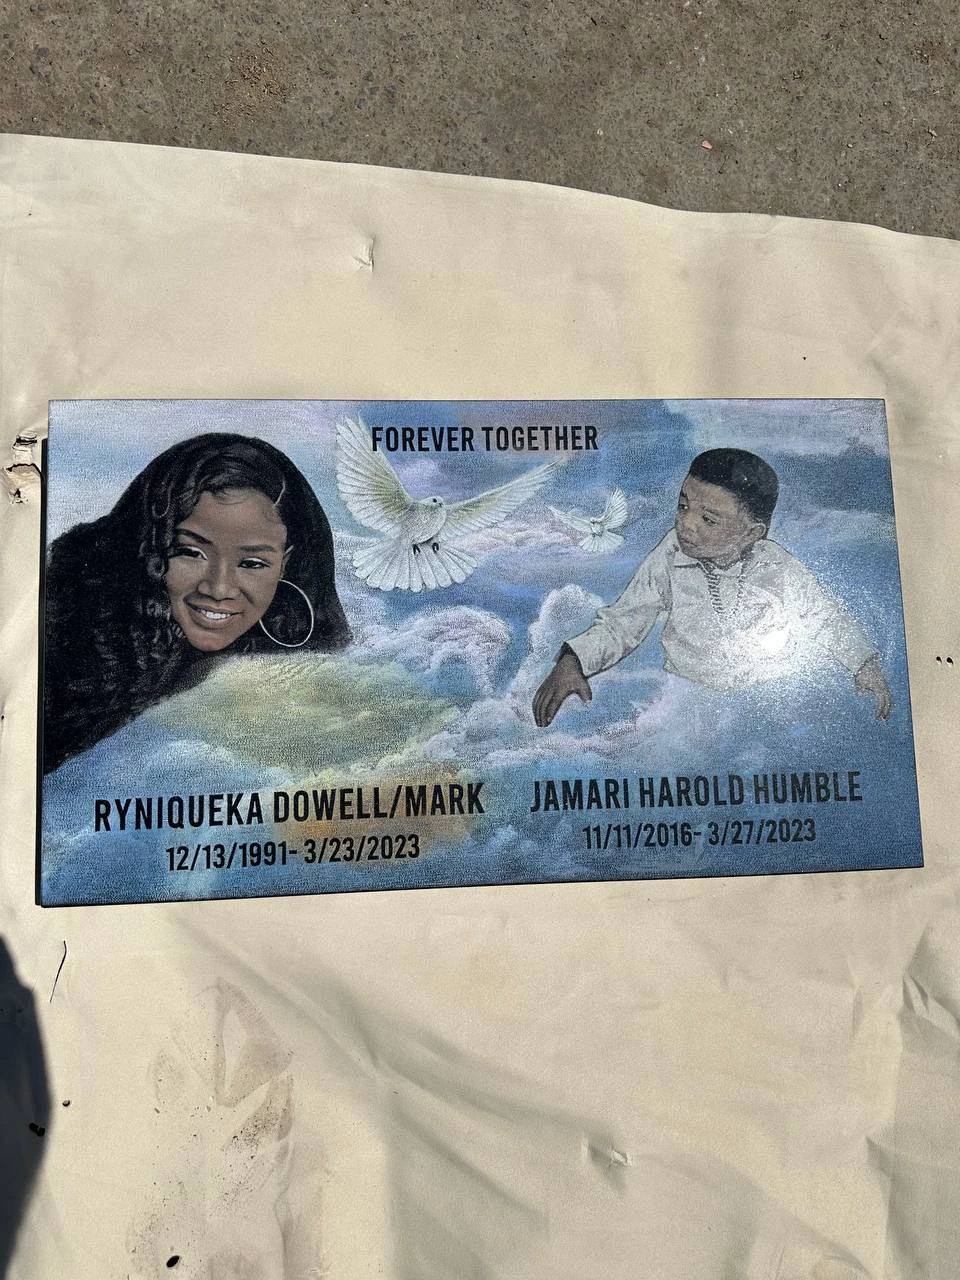 FOREVER TOGETHER
RYNIQUEKA DOWELL/MARK
12/13/1991- 3/23/2023
JAMARI HAROLD HUMBLE
11/11/2016- 3/27/2023